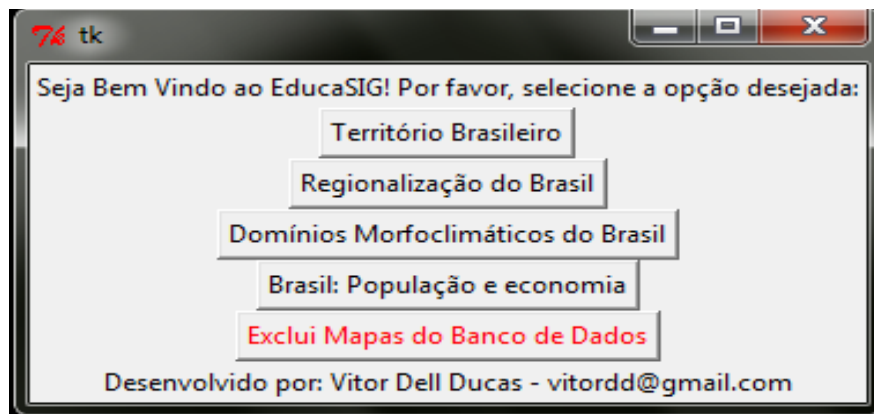 Tk tk
Seja Bem Vindo ao EducaSIG! Por favor, selecione a opção desejada:
Território Brasileiro
Regionalização do Brasil
Domínios Morfoclimáticos do Brasil
Brasil: População e economia
Exclui Mapas do Banco de Dados
Desenvolvido por: Vitor Dell Ducas - vitordd@gmail.com